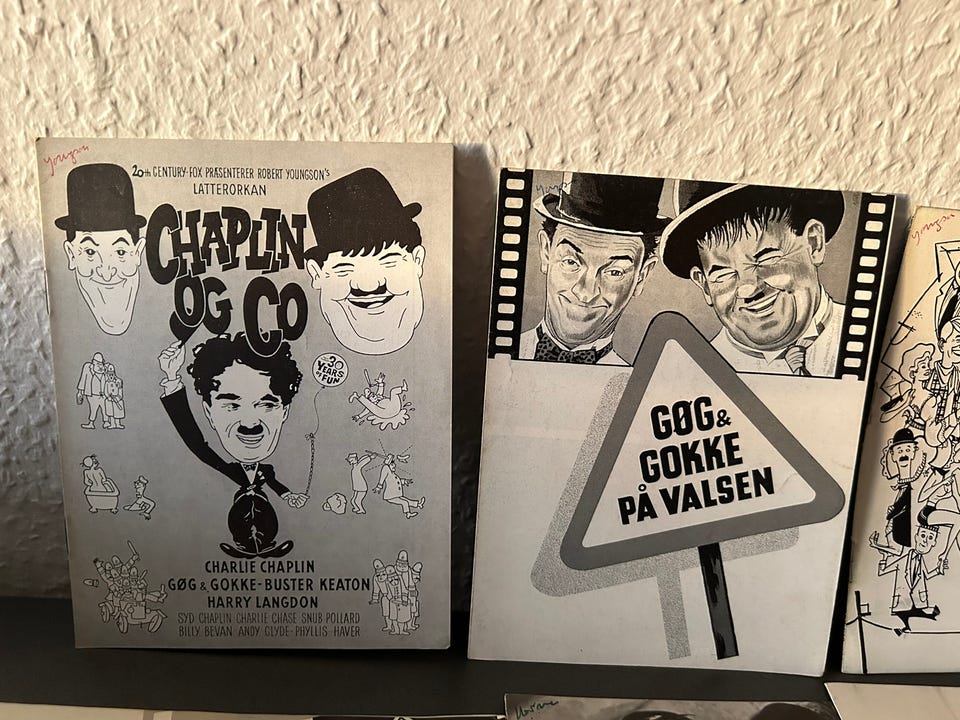 Youngson
20th CENTURY-FOX PRÆSENTERER ROBERT YOUNGSON'S
LATTERORKAN
CHAPLIN
OG CO
30
YEARS
OF FUN
CHARLIE CHAPLIN
GØG & GOKKE-BUSTER KEATON
HARRY LANGDON
SYD CHAPLIN CHARLIE CHASE SNUB POLLARD
BILLY BEVAN ANDY CLYDE-PHYLLIS HAVER
GØG &
GOKKE
PÅ VALSEN
Youngson